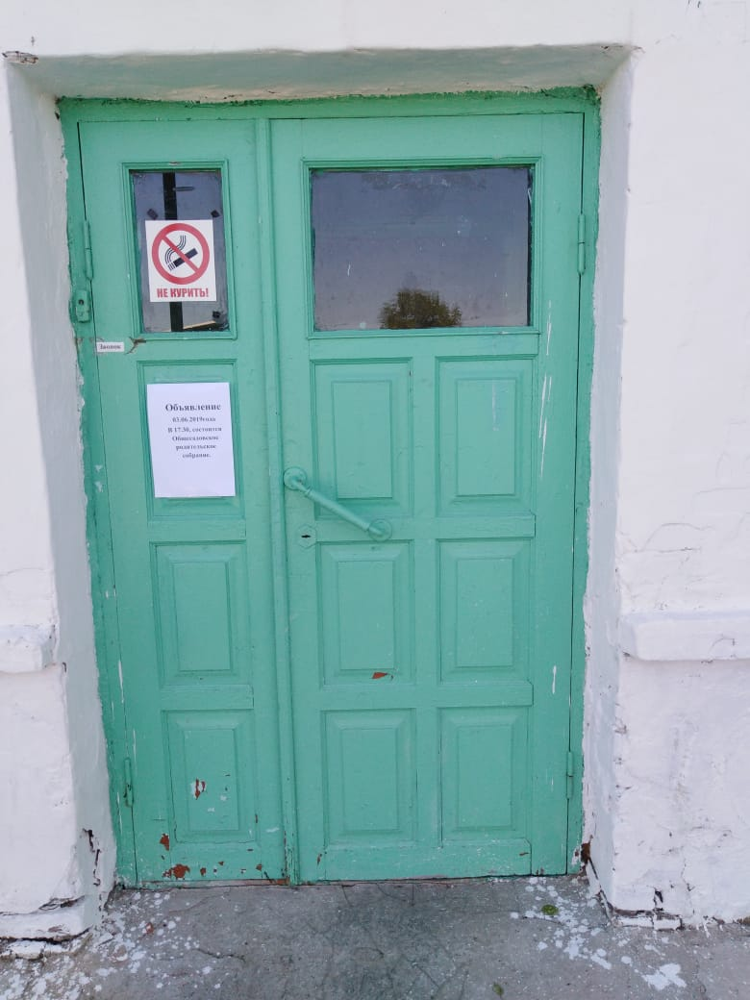 НЕ КУРИТЬ!
Звонок
Объявление
03.06.2019года
В 17:30, состоится
Общесадовское
родительское
собрание.